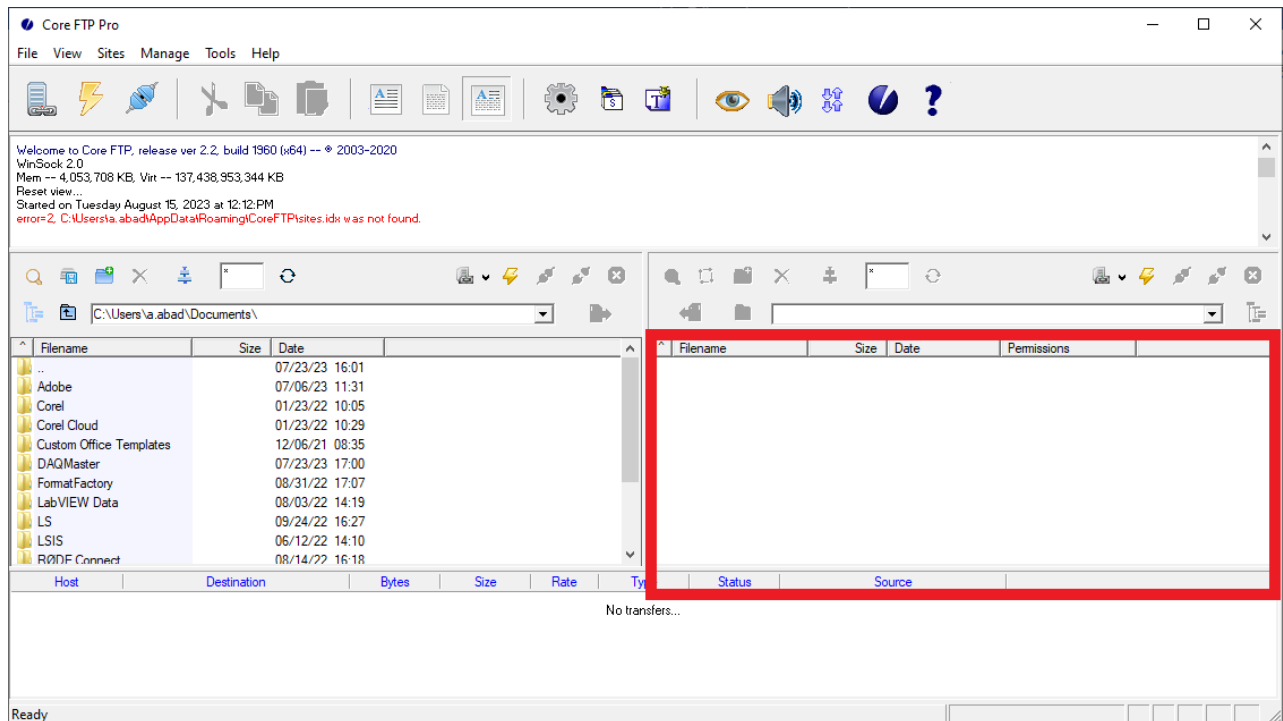 Core FTP Pro
File View Sites Manage Tools Help
Welcome to Core FTP, release ver 2.2, build 1960 (x64) -- © 2003-2020
WinSock 2.0
Mem -- 4,053,708 KB, Virt -- 137,438,953,344 KB
Reset view...
Started on Tuesday August 15, 2023 at 12:12:PM
error=2, C:\Users\a.abad\AppData\Roaming\CoreFTP\sites.idx was not found.
* *
C:\Users\a.abad\Documents\
^ Filename Size Date ^ Filename Size Date Permissions
.. 07/23/23 16:01
Adobe 07/06/23 11:31
Corel 01/23/22 10:05
Corel Cloud 01/23/22 10:29
Custom Office Templates 12/06/21 08:35
DAQMaster 07/23/23 17:00
FormatFactory 08/31/22 17:07
LabVIEW Data 08/03/22 14:19
LS 09/24/22 16:27
LSIS 06/12/22 14:10
RØDE Connect 08/14/22 16:18
Host Destination Bytes Size Rate Status Source
No transfers...
Ready